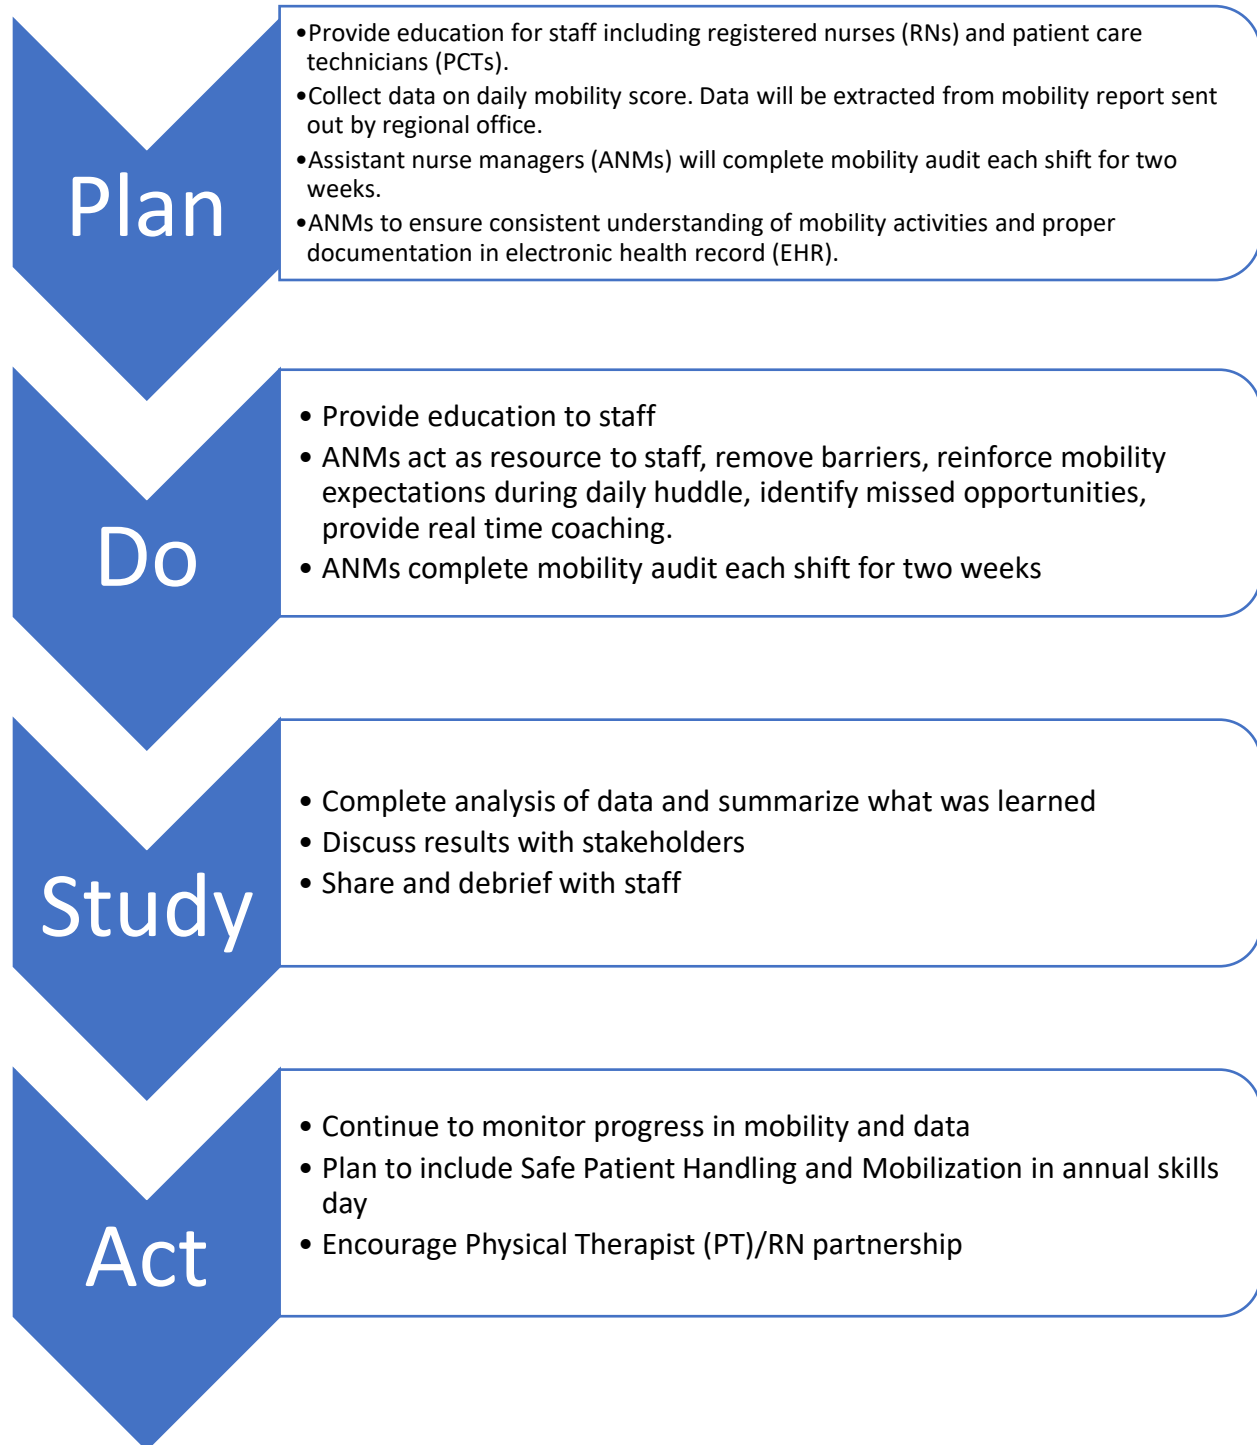 Plan
•Provide education for staff including registered nurses (RNs) and patient care
technicians (PCTs).
•Collect data on daily mobility score. Data will be extracted from mobility report sent
out by regional office.
•Assistant nurse managers (ANMs) will complete mobility audit each shift for two
weeks.
•ANMs to ensure consistent understanding of mobility activities and proper
documentation in electronic health record (EHR).
Do
• Provide education to staff
• ANMs act as resource to staff, remove barriers, reinforce mobility
expectations during daily huddle, identify missed opportunities,
provide real time coaching.
• ANMs complete mobility audit each shift for two weeks
Study
• Complete analysis of data and summarize what was learned
• Discuss results with stakeholders
• Share and debrief with staff
Act
• Continue to monitor progress in mobility and data
• Plan to include Safe Patient Handling and Mobilization in annual skills
day
• Encourage Physical Therapist (PT)/RN partnership